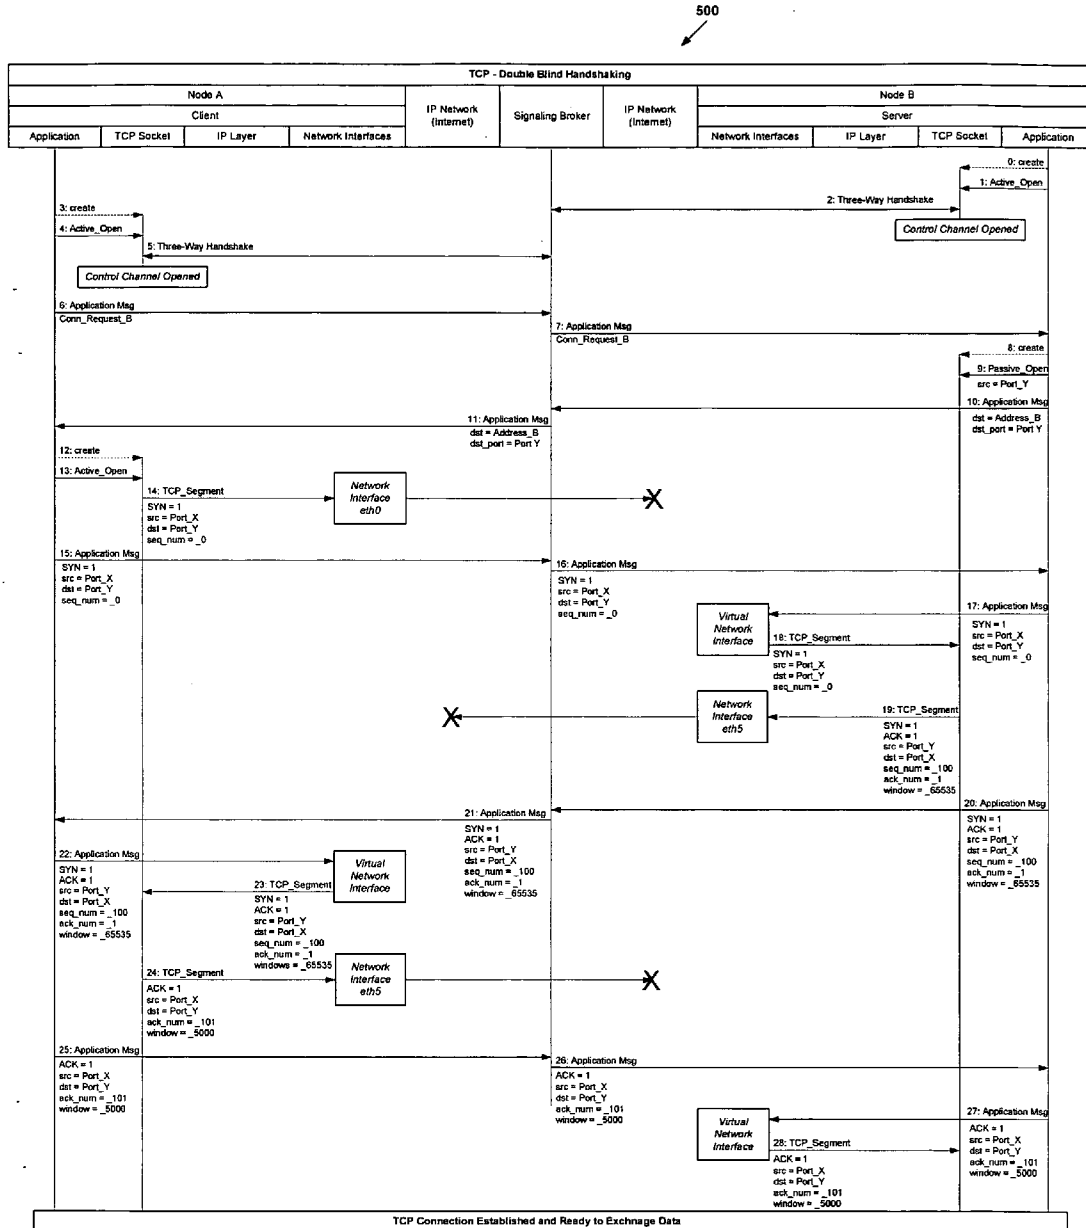 500
TCP - Double Blind Handshaking
Node A
Node B
Client
Server
IP Network
(Internet)
Signaling Broker
IP Network
(Internet)
Application
TCP Socket
IP Layer
Network Interfaces
Network Interfaces
IP Layer
TCP Socket
Application
0: create
1: Active_Open
2: Three-Way Handshake
3: create
Control Channel Opened
4: Active_Open
5: Three-Way Handshake
Control Channel Opened
6: Application Msg
Conn_Request_B
7: Application Msg
Conn_Request_B
8: create
9: Passive_Open
src = Port_Y
10: Application Msg
dst = Address_B
dst_port = Port Y
11: Application Msg
dst = Address_B
dst_port = Port Y
12: create
13: Active_Open
14: TCP_Segment
SYN = 1
src = Port_X
dst = Port_Y
seq_num = _0
Network
Interface
eth0
X
15: Application Msg
SYN = 1
src = Port_X
dst = Port_Y
seq_num = _0
16: Application Msg
SYN = 1
src = Port_X
dst = Port_Y
seq_num = _0
17: Application Msg
SYN = 1
src = Port_X
dst = Port_Y
seq_num = _0
Virtual
Network
Interface
18: TCP_Segment
SYN = 1
src = Port_X
dst = Port_Y
seq_num = _0
19: TCP_Segment
SYN = 1
ACK = 1
src = Port_Y
dst = Port_X
seq_num = _100
ack_num = _1
window = _65535
Network
Interface
eth5
X
20: Application Msg
SYN = 1
ACK = 1
src = Port_Y
dst = Port_X
seq_num = _100
ack_num = _1
window = _65535
21: Application Msg
SYN = 1
ACK = 1
src = Port_Y
dst = Port_X
seq_num = _100
ack_num = _1
window = _65535
22: Application Msg
SYN = 1
ACK = 1
src = Port_Y
dst = Port_X
seq_num = _100
ack_num = _1
window = _65535
Virtual
Network
Interface
23: TCP_Segment
SYN = 1
ACK = 1
src = Port_Y
dst = Port_X
seq_num = _100
ack_num = _1
windows = _65535
24: TCP_Segment
ACK = 1
src = Port_X
dst = Port_Y
ack_num = _101
window = _5000
Network
Interface
eth5
X
25: Application Msg
ACK = 1
src = Port_X
dst = Port_Y
ack_num = _101
window = _5000
26: Application Msg
ACK = 1
src = Port_X
dst = Port_Y
ack_num = _101
window = _5000
27: Application Msg
ACK = 1
src = Port_X
dst = Port_Y
ack_num = _101
window = _5000
Virtual
Network
Interface
28: TCP_Segment
ACK = 1
src = Port_X
dst = Port_Y
ack_num = _101
window = _5000
TCP Connection Established and Ready to Exchnage Data